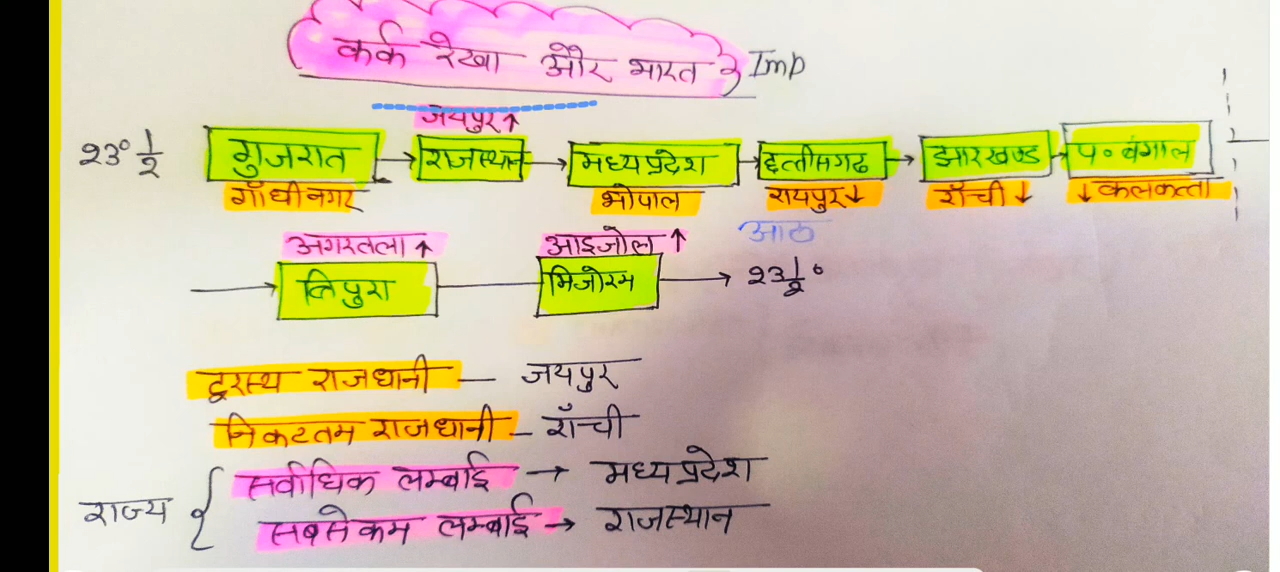 कर्क रेखा और भारत Imp
जयपुर↑
23° 1/2 गुजरात → राजस्थान → मध्यप्रदेश → छत्तीसगढ → झारखण्ड → प० बंगाल
गाँधीनगर भोपाल रायपुर↓ राँची↓ ↓कलकत्ता
अगरतला↑ आइजोल↑ आठ
→ त्रिपुरा मिजोरम → 23 1/2°
दूरस्थ राजधानी — जयपुर
निकटतम राजधानी — राँची
राज्य { सर्वाधिक लम्बाई → मध्यप्रदेश
सबसे कम लम्बाई → राजस्थान